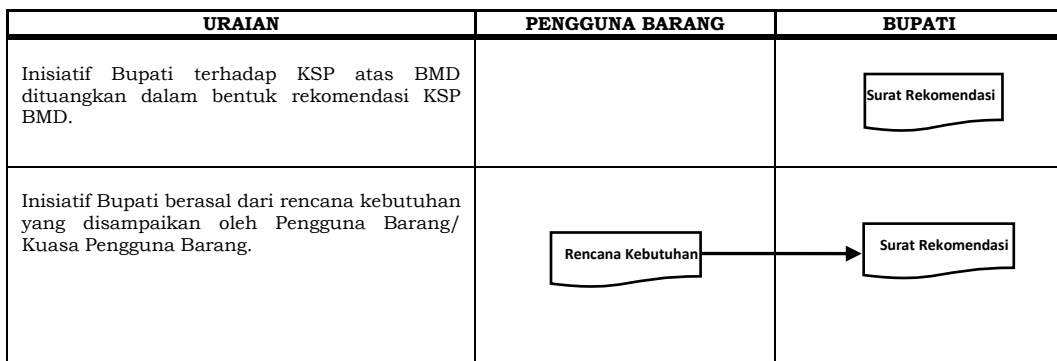 URAIAN PENGGUNA BARANG BUPATI
Inisiatif Bupati terhadap KSP atas BMD
dituangkan dalam bentuk rekomendasi KSP
BMD.
Surat Rekomendasi
Inisiatif Bupati berasal dari rencana kebutuhan
yang disampaikan oleh Pengguna Barang/
Kuasa Pengguna Barang.
Rencana Kebutuhan
Surat Rekomendasi